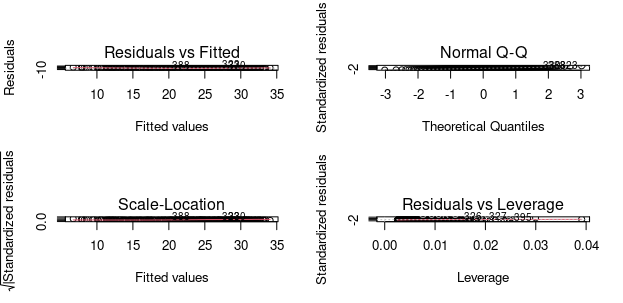 Residuals vs Fitted
Residuals
-10
388
10 15 20 25 30 35
Fitted values
Normal Q-Q
Standardized residuals
-2
-3 -2 -1 0 1 2 3
Theoretical Quantiles
Scale-Location
√|Standardized residuals
0.0
388
10 15 20 25 30 35
Fitted values
Residuals vs Leverage
Standardized residuals
-2
326 327 395
0.00 0.01 0.02 0.03 0.04
Leverage